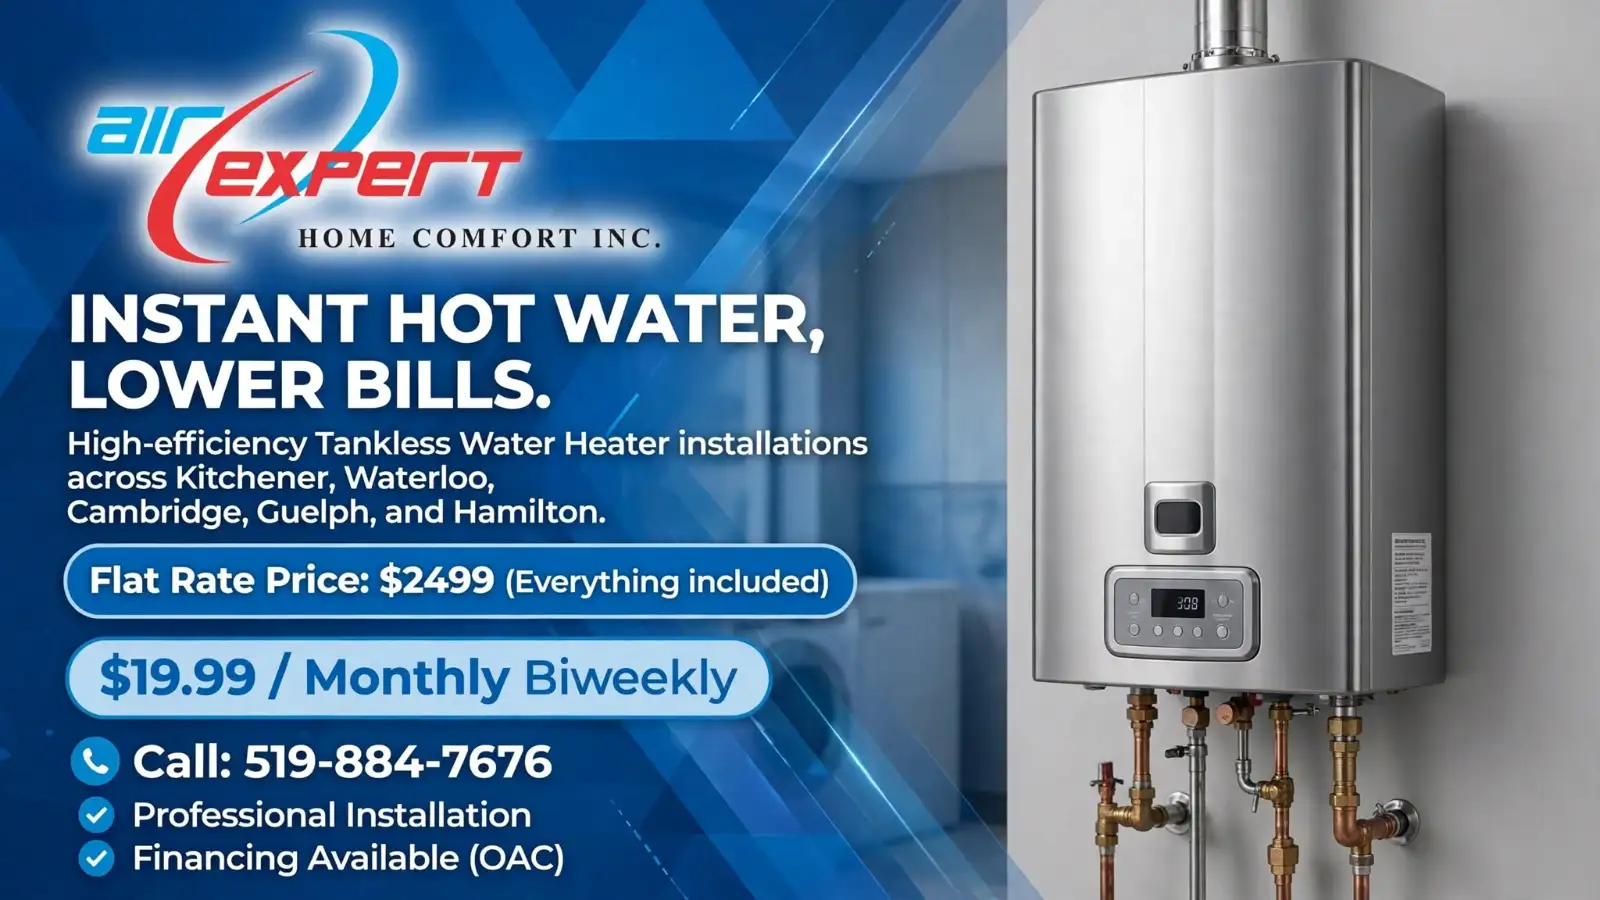 air expert
HOME COMFORT INC.
INSTANT HOT WATER,
LOWER BILLS.
High-efficiency Tankless Water Heater installations
across Kitchener, Waterloo,
Cambridge, Guelph, and Hamilton.
Flat Rate Price: $2499 (Everything included)
$19.99 / Monthly Biweekly
Call: 519-884-7676
Professional Installation
Financing Available (OAC)
308